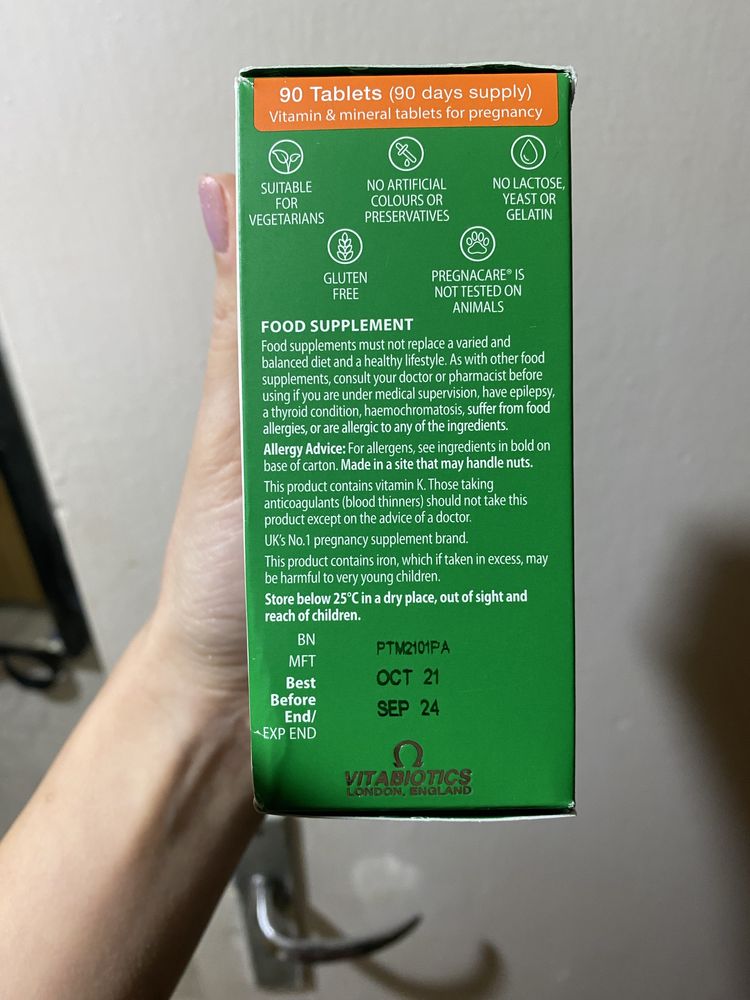 90 Tablets (90 days supply)
Vitamin & mineral tablets for pregnancy
SUITABLE
FOR
VEGETARIANS
NO ARTIFICIAL
COLOURS OR
PRESERVATIVES
NO LACTOSE,
YEAST OR
GELATIN
GLUTEN
FREE
PREGNACARE® IS
NOT TESTED ON
ANIMALS
FOOD SUPPLEMENT
Food supplements must not replace a varied and
balanced diet and a healthy lifestyle. As with other food
supplements, consult your doctor or pharmacist before
using if you are under medical supervision, have epilepsy,
a thyroid condition, haemochromatosis, suffer from food
allergies, or are allergic to any of the ingredients.
Allergy Advice: For allergens, see ingredients in bold on
base of carton. Made in a site that may handle nuts.
This product contains vitamin K. Those taking
anticoagulants (blood thinners) should not take this
product except on the advice of a doctor.
UK's No.1 pregnancy supplement brand.
This product contains iron, which if taken in excess, may
be harmful to very young children.
Store below 25°C in a dry place, out of sight and
reach of children.
BN PTM2101PA
MFT OCT 21
Best
Before
End/ SEP 24
EXP END
VITABIOTICS
LONDON, ENGLAND